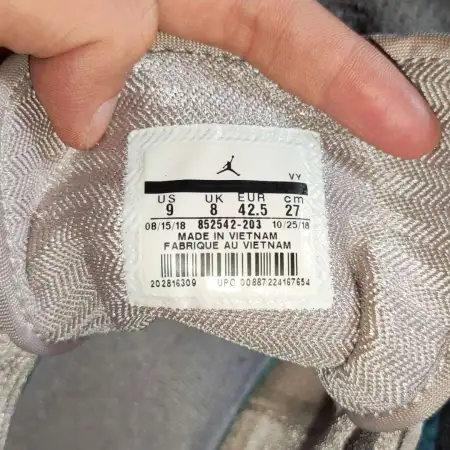 VY
US UK EUR cm
9 8 42.5 27
08/15/18 852542-203 10/25/18
MADE IN VIETNAM
FABRIQUE AU VIETNAM
202816309 UPC 00887224167654